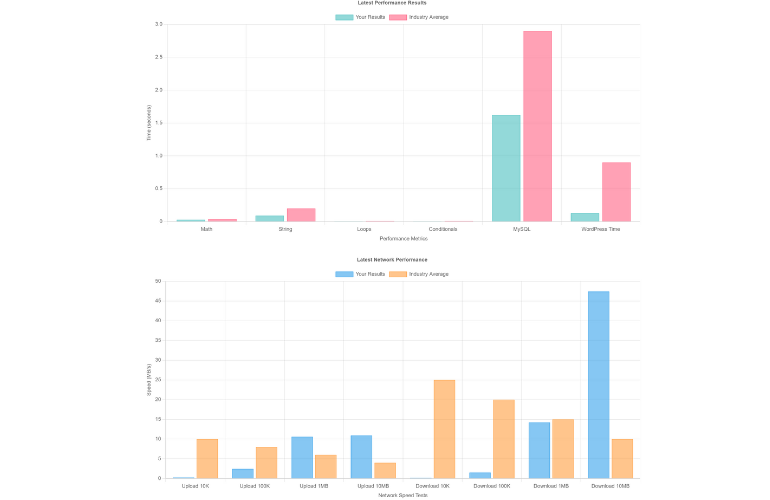 Latest Performance Results
Your Results Industry Average
3.0
2.5
2.0
1.5
1.0
0.5
0
Time (seconds)
Math String Loops Conditionals MySQL WordPress Time
Performance Metrics
Latest Network Performance
Your Results Industry Average
50
45
40
35
30
25
20
15
10
5
0
Speed (MB/s)
Upload 10K Upload 100K Upload 1MB Upload 10MB Download 10K Download 100K Download 1MB Download 10MB
Network Speed Tests